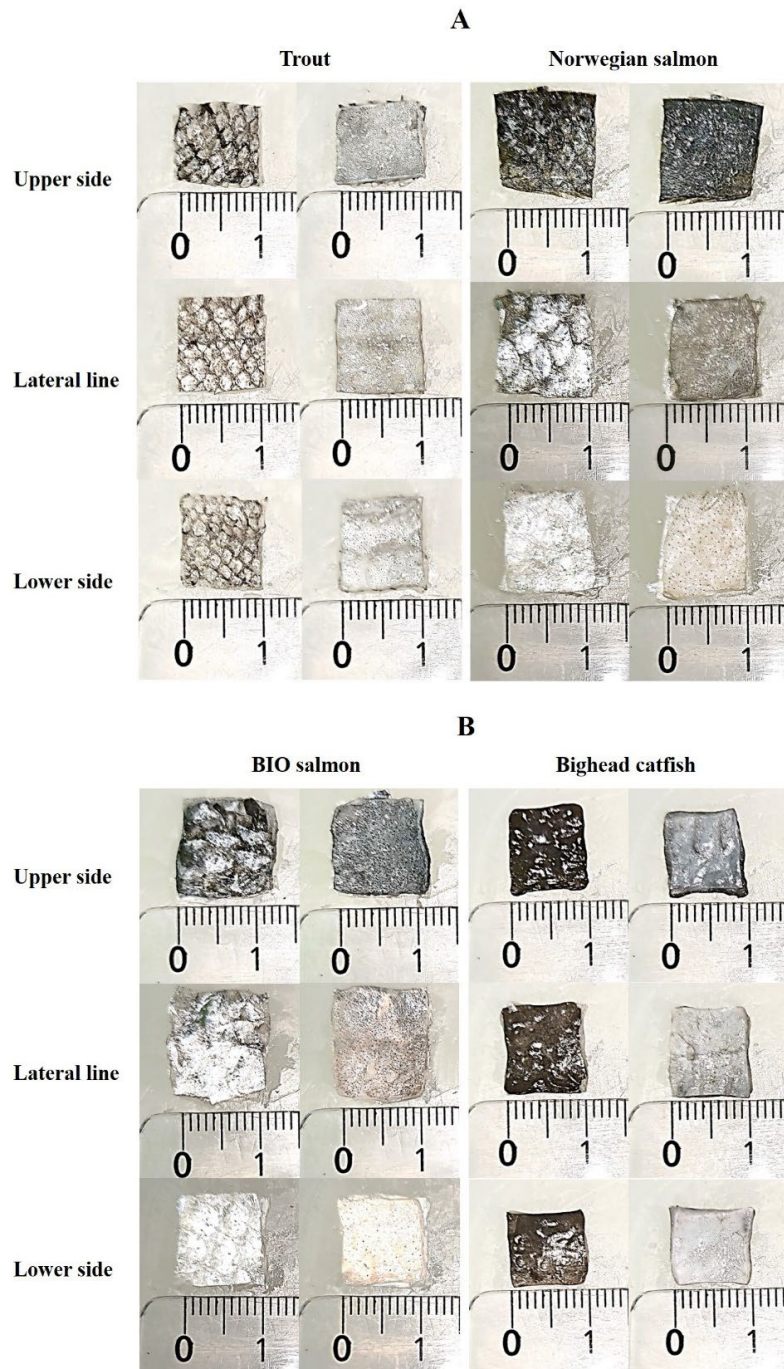 A
Trout Norwegian salmon
Upper side
0 1 0 1 0 1 0 1
Lateral line
0 1 0 1 0 1 0 1
Lower side
0 1 0 1 0 1 0 1
B
BIO salmon Bighead catfish
Upper side
0 1 0 1 0 1 0 1
Lateral line
0 1 0 1 0 1 0 1
Lower side
0 1 0 1 0 1 0 1